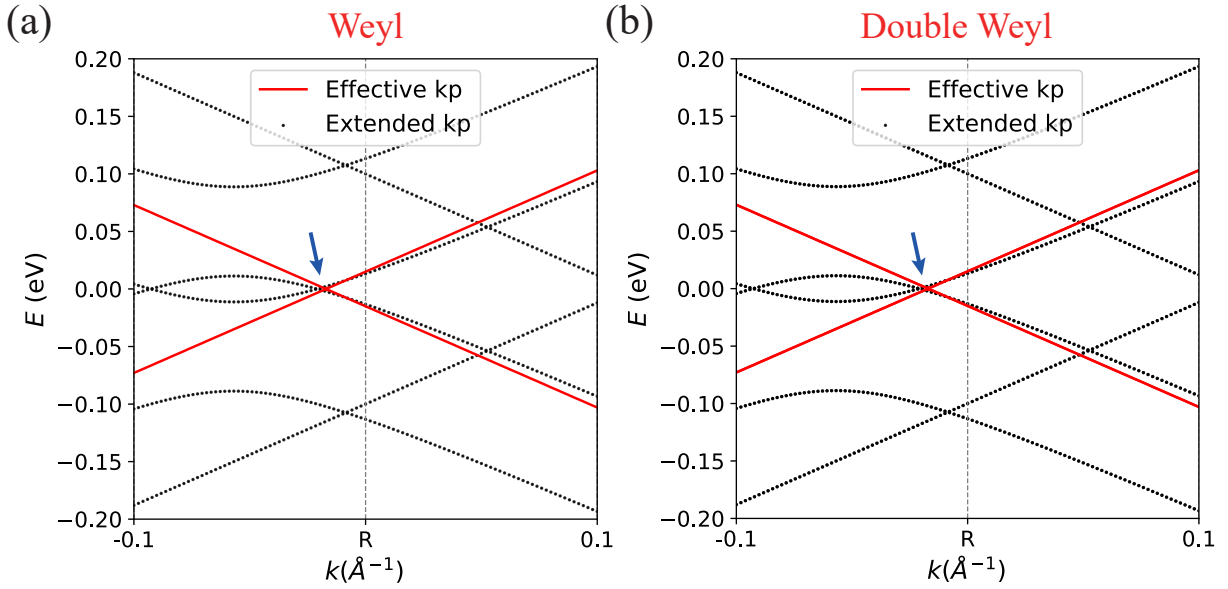 (a)
Weyl
0.20
0.15
0.10
0.05
0.00
−0.05
−0.10
−0.15
−0.20
E (eV)
Effective kp
Extended kp
-0.1
R
0.1
k(Å⁻¹)
(b)
Double Weyl
0.20
0.15
0.10
0.05
0.00
−0.05
−0.10
−0.15
−0.20
E (eV)
Effective kp
Extended kp
-0.1
R
0.1
k(Å⁻¹)